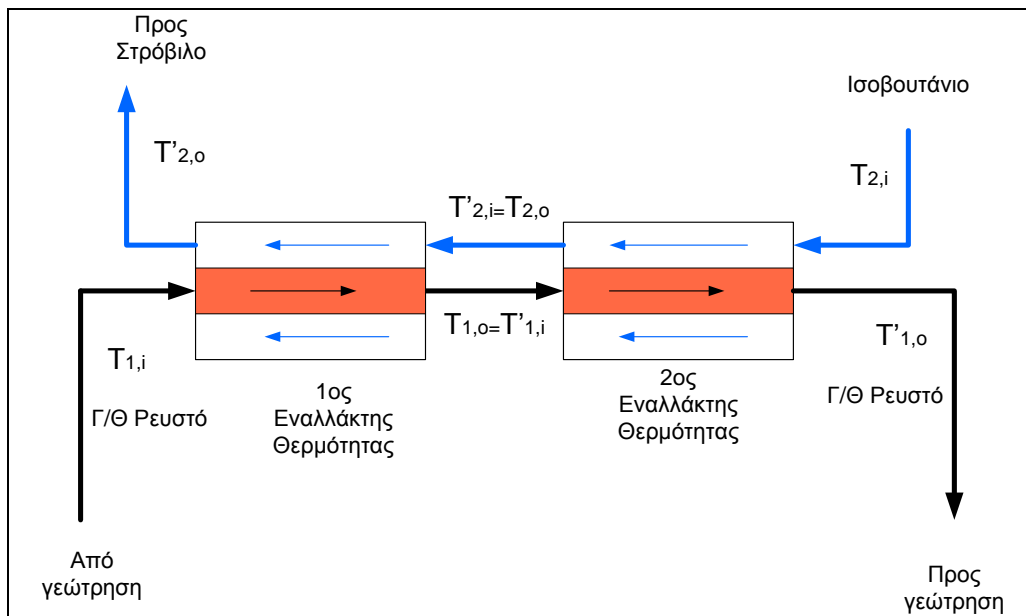 Προς
Στρόβιλο
Ισοβουτάνιο
T'2,o
T2,i
T'2,i=T2,o
T1,o=T'1,i
T1,i
T'1,o
Γ/Θ Ρευστό
1ος
Εναλλάκτης
Θερμότητας
2ος
Εναλλάκτης
Θερμότητας
Γ/Θ Ρευστό
Από
γεώτρηση
Προς
γεώτρηση